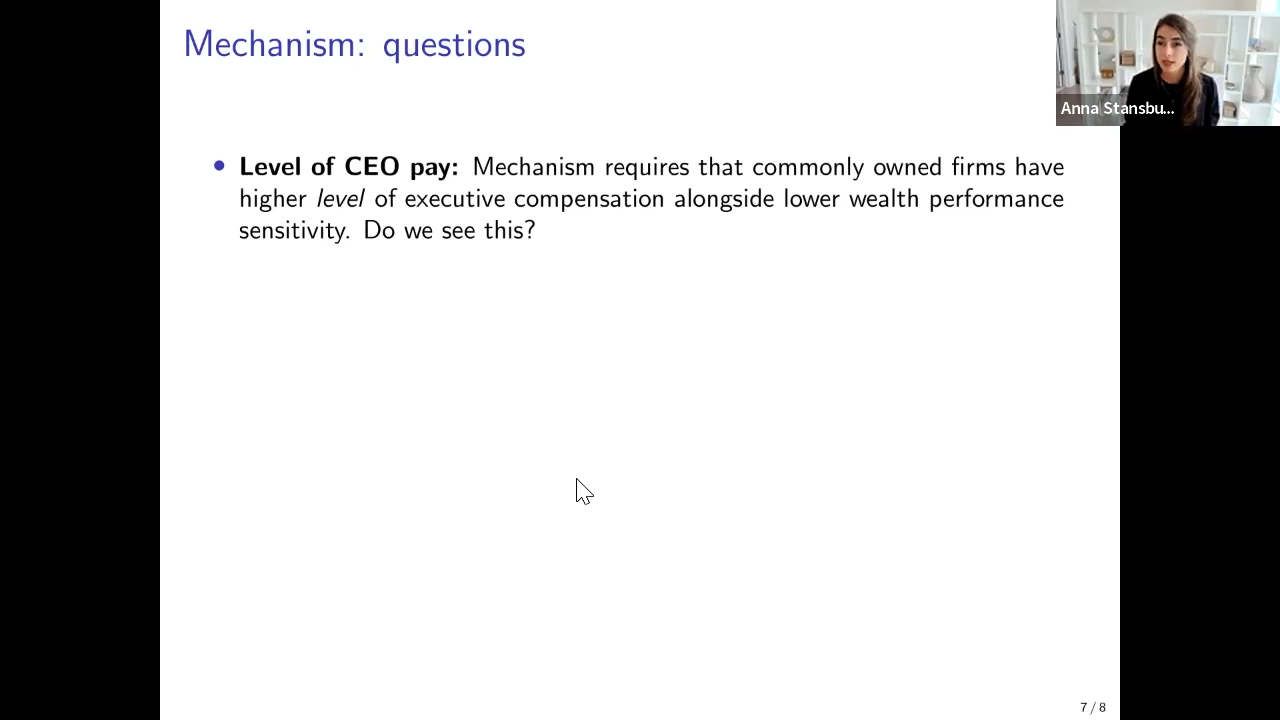 Mechanism: questions
Anna Stansbu...
• Level of CEO pay: Mechanism requires that commonly owned firms have
higher level of executive compensation alongside lower wealth performance
sensitivity. Do we see this?
7 / 8